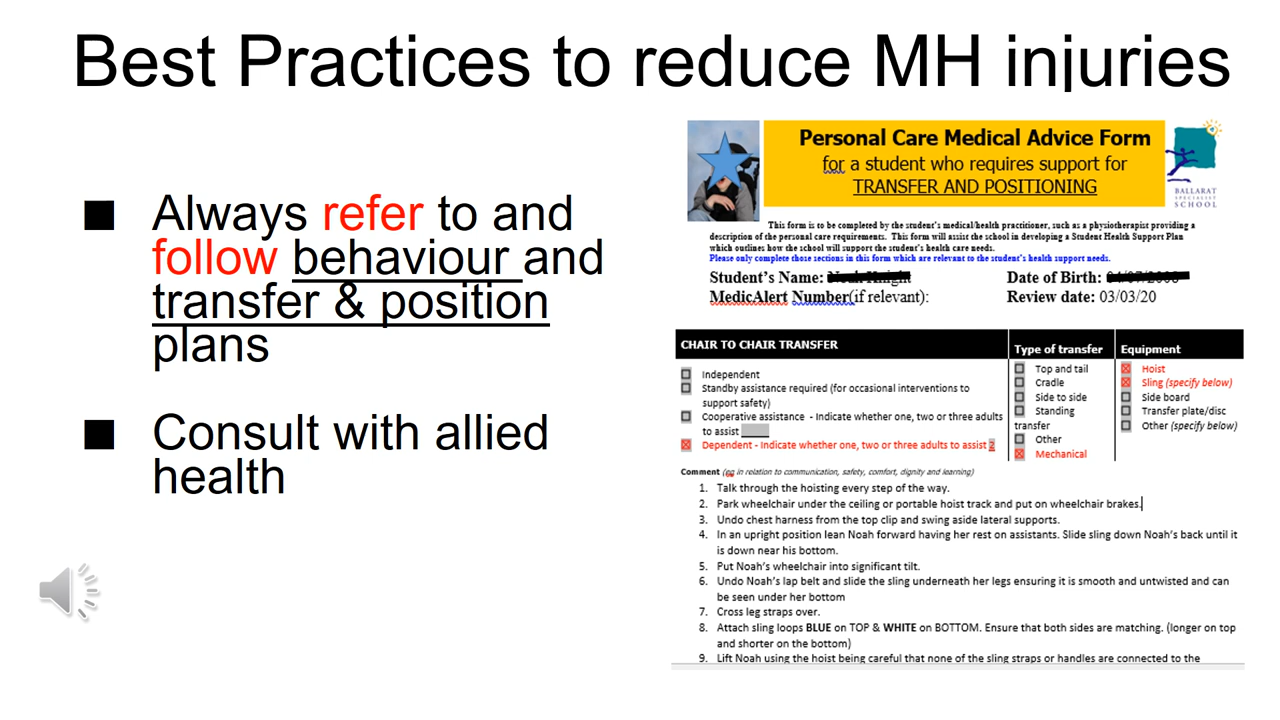 Best Practices to reduce MH injuries
■ Always refer to and
follow behaviour and
transfer & position
plans
■ Consult with allied
health
Personal Care Medical Advice Form
for a student who requires support for
TRANSFER AND POSITIONING
BALLARAT
SPECIALIST
SCHOOL
This form is to be completed by the student's medical/health practitioner, such as a physiotherapist providing a
description of the personal care requirements. This form will assist the school in developing a Student Health Support Plan
which outlines how the school will support the student's health care needs.
Please only complete those sections in this form which are relevant to the student's health support needs.
Student's Name: Date of Birth:
MedicAlert Number(if relevant): Review date: 03/03/20
CHAIR TO CHAIR TRANSFER
Independent
Standby assistance required (for occasional interventions to
support safety)
Cooperative assistance - Indicate whether one, two or three adults
to assist
Dependent - Indicate whether one, two or three adults to assist 2
Type of transfer
Top and tail
Cradle
Side to side
Standing
transfer
Other
Mechanical
Equipment
Hoist
Sling (specify below)
Side board
Transfer plate/disc
Other (specify below)
Comment (eg in relation to communication, safety, comfort, dignity and learning)
1. Talk through the hoisting every step of the way.
2. Park wheelchair under the ceiling or portable hoist track and put on wheelchair brakes.
3. Undo chest harness from the top clip and swing aside lateral supports.
4. In an upright position lean Noah forward having her rest on assistants. Slide sling down Noah's back until it
is down near his bottom.
5. Put Noah's wheelchair into significant tilt.
6. Undo Noah's lap belt and slide the sling underneath her legs ensuring it is smooth and untwisted and can
be seen under her bottom
7. Cross leg straps over.
8. Attach sling loops BLUE on TOP & WHITE on BOTTOM. Ensure that both sides are matching. (longer on top
and shorter on the bottom)
9. Lift Noah using the hoist being careful that none of the sling straps or handles are connected to the